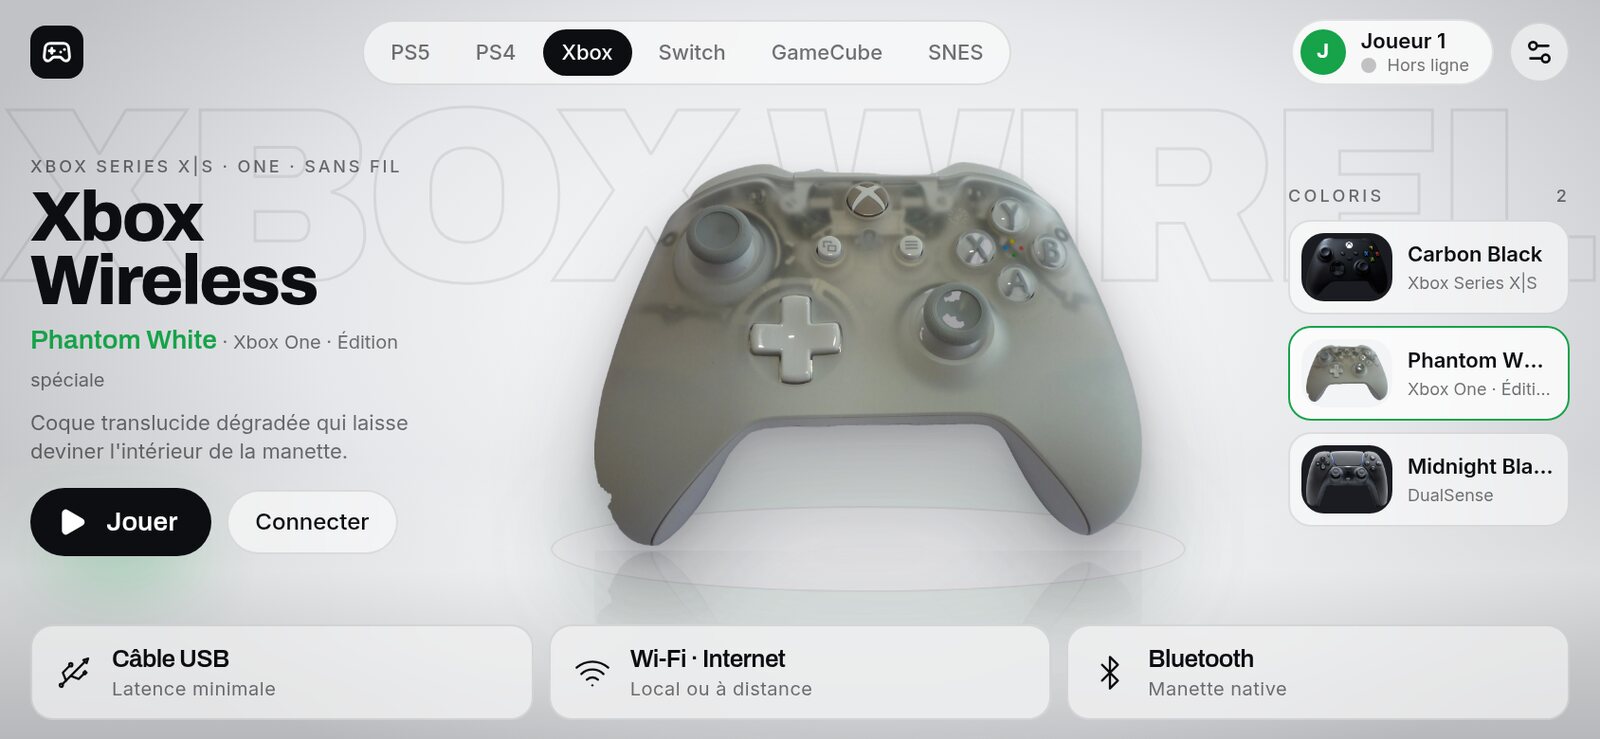 PS5
PS4
Xbox
Switch
GameCube
SNES
J
Joueur 1
Hors ligne
XBOX WIREL
XBOX SERIES X|S · ONE · SANS FIL
Xbox
Wireless
Phantom White · Xbox One · Édition
spéciale
Coque translucide dégradée qui laisse
deviner l'intérieur de la manette.
Jouer
Connecter
Y
X
B
A
COLORIS
2
Carbon Black
Xbox Series X|S
Phantom W...
Xbox One · Éditi...
Midnight Bla...
DualSense
Câble USB
Latence minimale
Wi-Fi · Internet
Local ou à distance
Bluetooth
Manette native